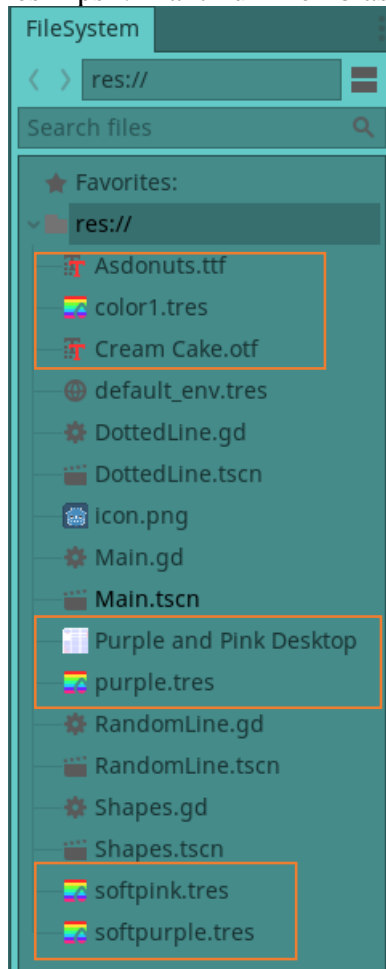 FileSystem
res://
Search files
Favorites:
res://
Asdonuts.ttf
color1.tres
Cream Cake.otf
default_env.tres
DottedLine.gd
DottedLine.tscn
icon.png
Main.gd
Main.tscn
Purple and Pink Desktop
purple.tres
RandomLine.gd
RandomLine.tscn
Shapes.gd
Shapes.tscn
softpink.tres
softpurple.tres